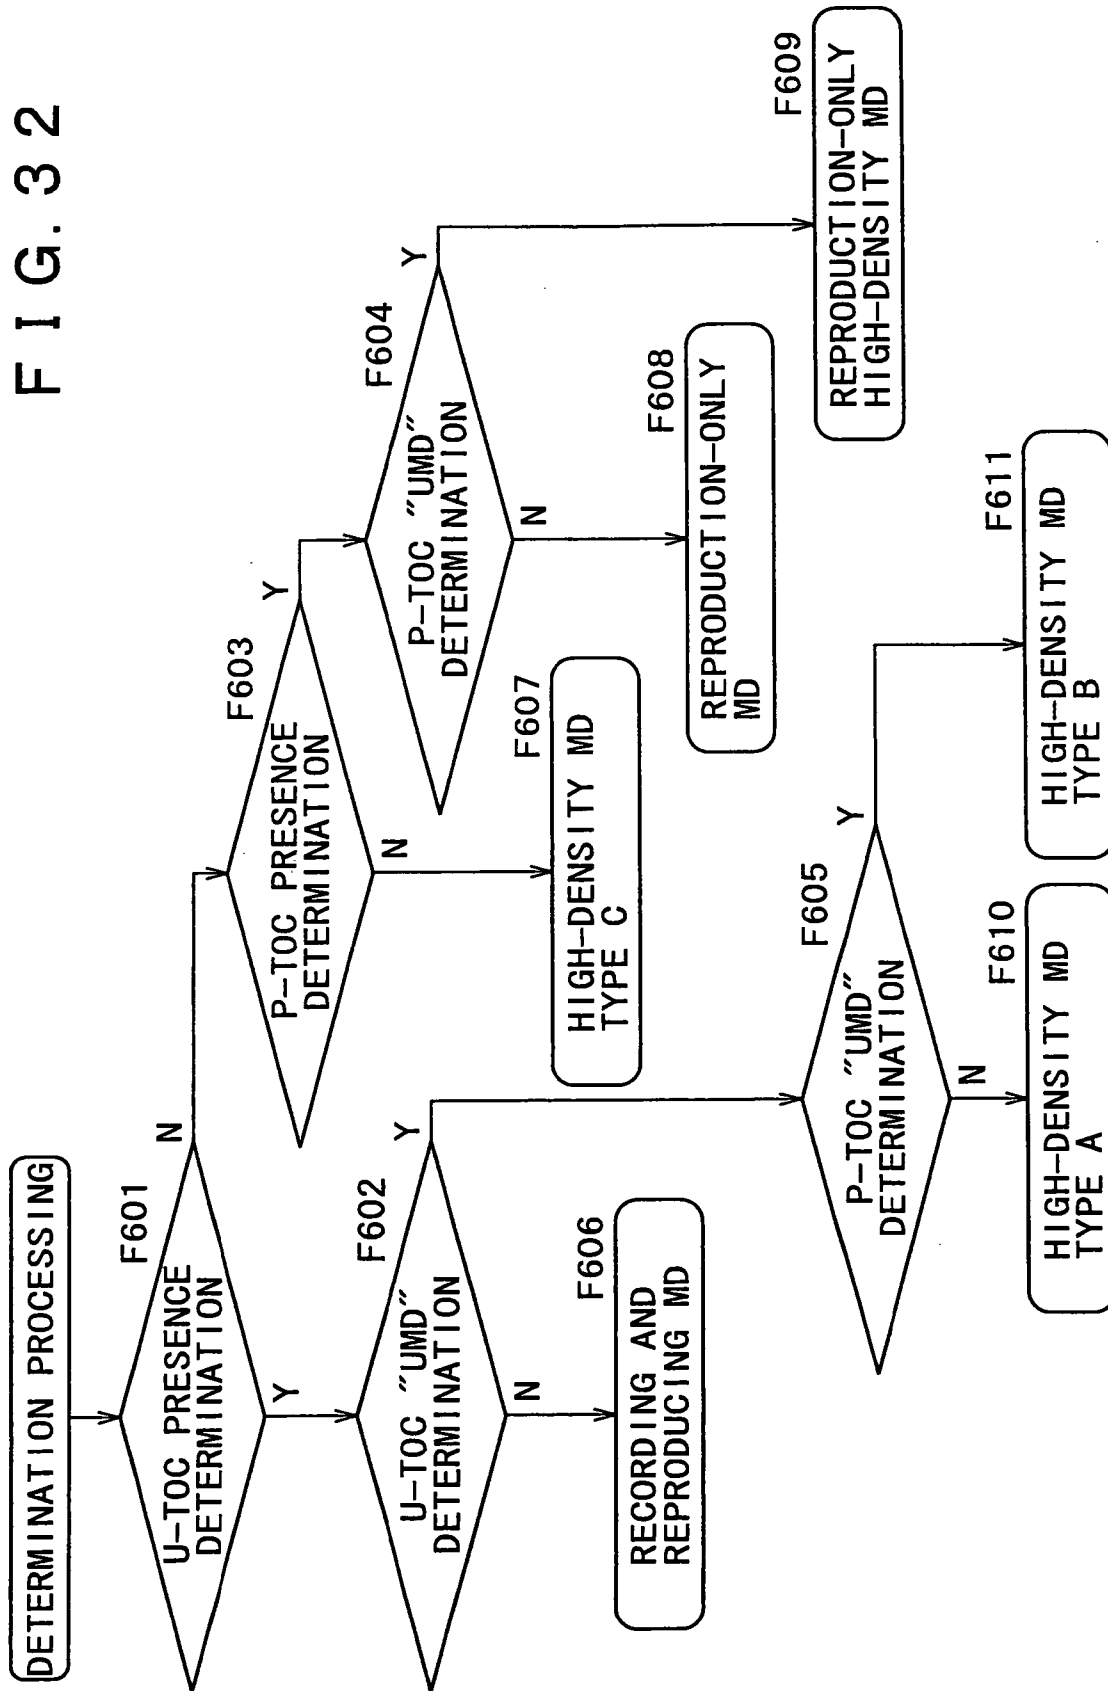 FIG. 32
DETERMINATION PROCESSING
F601
U-TOC PRESENCE
DETERMINATION
N
Y
F602
U-TOC "UMD"
DETERMINATION
Y
N
F603
P-TOC PRESENCE
DETERMINATION
Y
N
F604
P-TOC "UMD"
DETERMINATION
Y
N
F606
RECORDING AND
REPRODUCING MD
F607
HIGH-DENSITY MD
TYPE C
F608
REPRODUCTION-ONLY
MD
F609
REPRODUCTION-ONLY
HIGH-DENSITY MD
F605
P-TOC "UMD"
DETERMINATION
Y
N
F610
HIGH-DENSITY MD
TYPE A
F611
HIGH-DENSITY MD
TYPE B